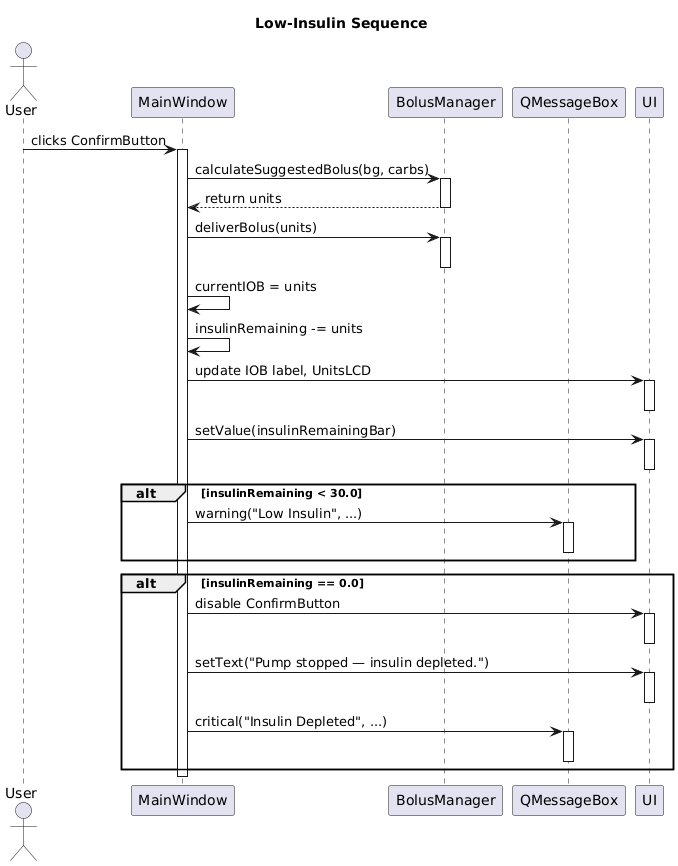 Low-Insulin Sequence
User
MainWindow
BolusManager
QMessageBox
UI
clicks ConfirmButton
calculateSuggestedBolus(bg, carbs)
return units
deliverBolus(units)
currentIOB = units
insulinRemaining -= units
update IOB label, UnitsLCD
setValue(insulinRemainingBar)
alt [insulinRemaining < 30.0]
warning("Low Insulin", ...)
alt [insulinRemaining == 0.0]
disable ConfirmButton
setText("Pump stopped — insulin depleted.")
critical("Insulin Depleted", ...)
User
MainWindow
BolusManager
QMessageBox
UI